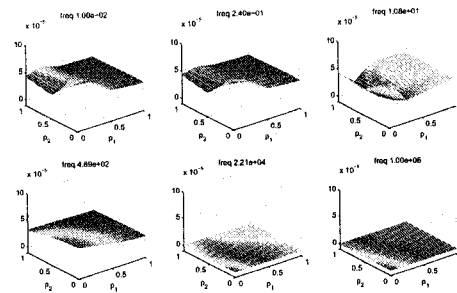 freq 1.00e-02
freq 2.40e-01
freq 1.08e+01
x 10⁻⁵
x 10⁻⁵
x 10⁻⁵
10
10
10
5
5
5
0
0
0
1
1
1
1
1
1
0.5
0.5
0.5
0.5
0.5
0.5
p₂
0 0
p₁
p₂
0 0
p₁
p₂
0 0
p₁
freq 4.89e+02
freq 2.21e+04
freq 1.00e+06
x 10⁻⁵
x 10⁻⁵
10
10
10
5
5
5
0
0
0
1
1
1
1
1
1
0.5
0.5
0.5
0.5
0.5
0.5
p₂
0 0
p₁
p₂
0 0
p₁
p₂
0 0
p₁